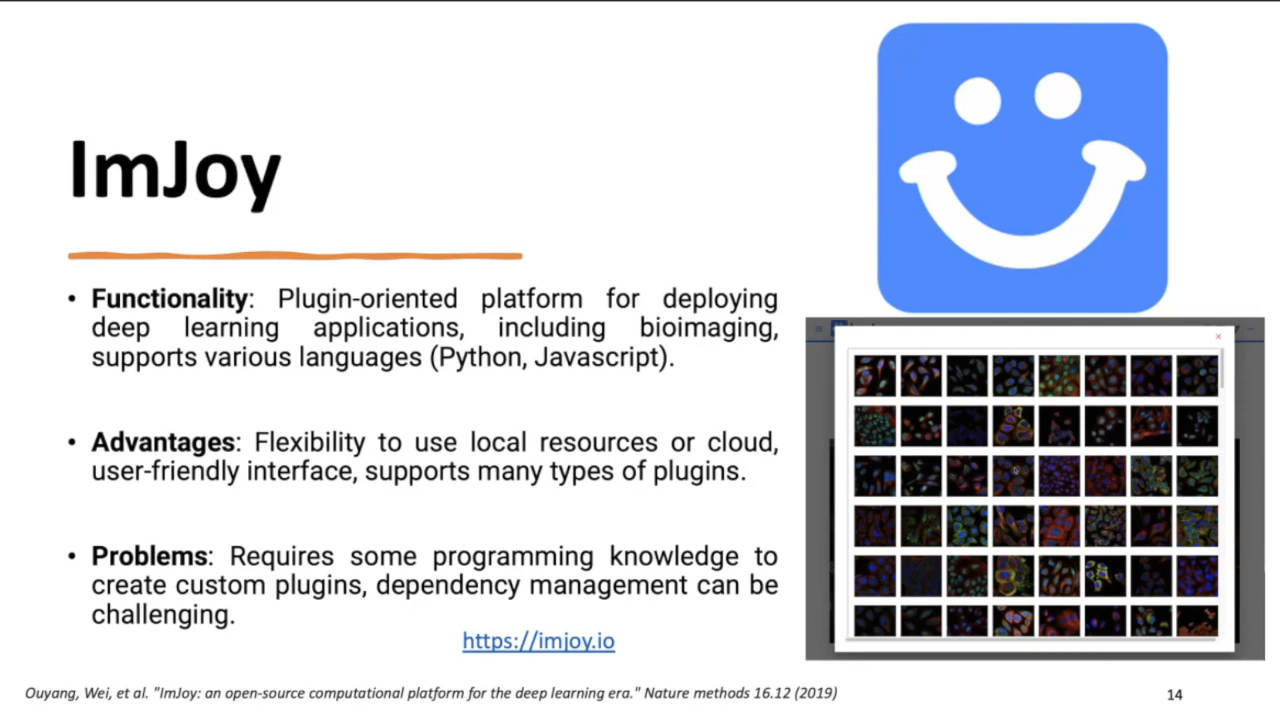 ImJoy
• Functionality: Plugin-oriented platform for deploying
deep learning applications, including bioimaging,
supports various languages (Python, Javascript).
• Advantages: Flexibility to use local resources or cloud,
user-friendly interface, supports many types of plugins.
• Problems: Requires some programming knowledge to
create custom plugins, dependency management can be
challenging.
https://imjoy.io
Ouyang, Wei, et al. "ImJoy: an open-source computational platform for the deep learning era." Nature methods 16.12 (2019)
14